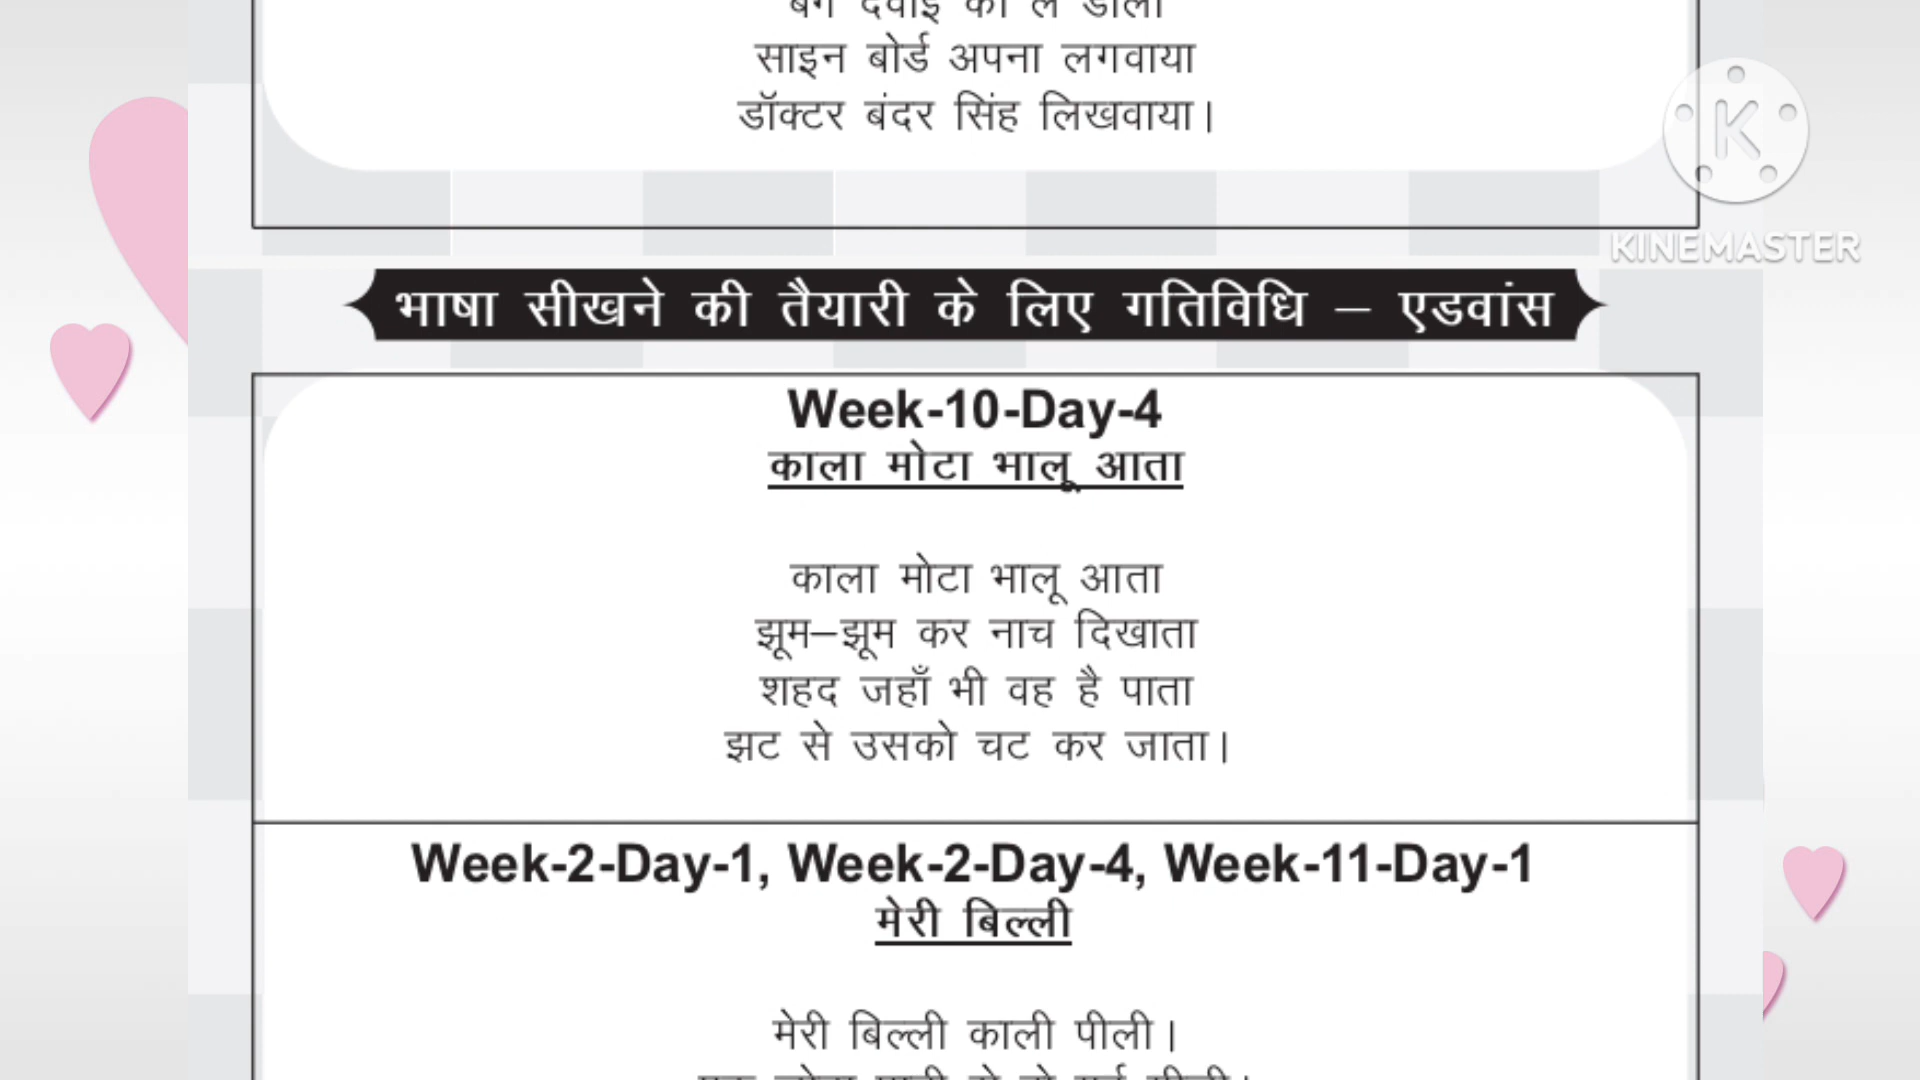 बैग दवाई का ले डाला
साइन बोर्ड अपना लगवाया
डॉक्टर बंदर सिंह लिखवाया।
K
KINEMASTER
भाषा सीखने की तैयारी के लिए गतिविधि – एडवांस
Week-10-Day-4
काला मोटा भालू आता
काला मोटा भालू आता
झूम–झूम कर नाच दिखाता
शहद जहाँ भी वह है पाता
झट से उसको चट कर जाता।
Week-2-Day-1, Week-2-Day-4, Week-11-Day-1
मेरी बिल्ली
मेरी बिल्ली काली पीली।